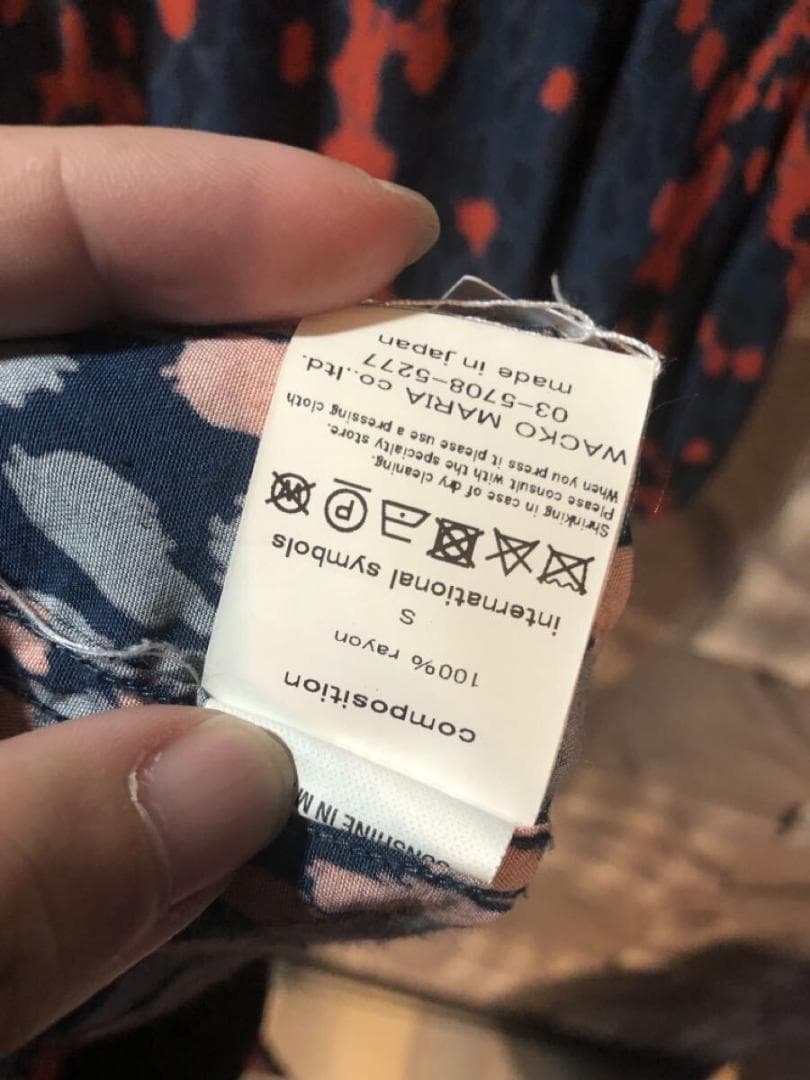 composition
100% rayon
S
international symbols
P
W
Shrinking in case of dry cleaning.
Please consult with the specialty store.
When you press it please use a pressing cloth
WACKO MARIA co.,ltd.
03-5708-5277
made in japan